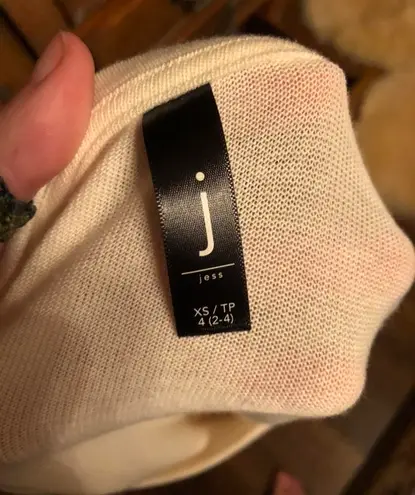 j
jess
XS / TP
4 (2-4)